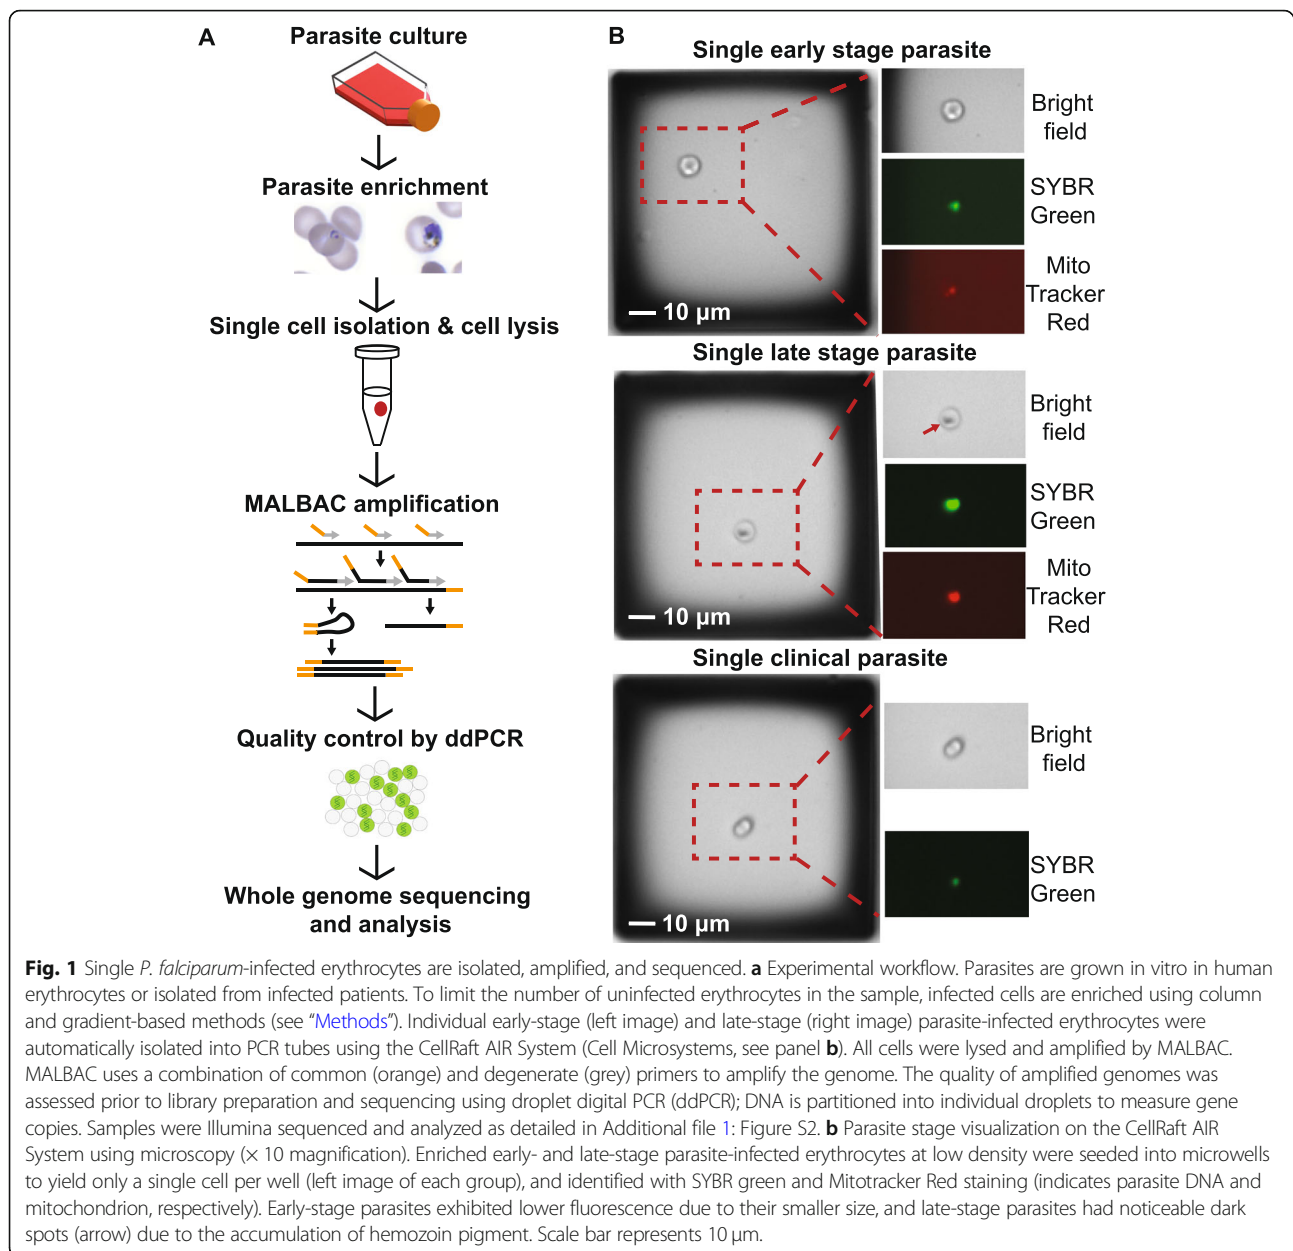 A
Parasite culture
Parasite enrichment
Single cell isolation & cell lysis
MALBAC amplification
Quality control by ddPCR
Whole genome sequencing
and analysis
B
Single early stage parasite
10 µm
Bright
field
SYBR
Green
Mito
Tracker
Red
Single late stage parasite
10 µm
Bright
field
SYBR
Green
Mito
Tracker
Red
Single clinical parasite
10 µm
Bright
field
SYBR
Green
Fig. 1 Single P. falciparum-infected erythrocytes are isolated, amplified, and sequenced. a Experimental workflow. Parasites are grown in vitro in human
erythrocytes or isolated from infected patients. To limit the number of uninfected erythrocytes in the sample, infected cells are enriched using column
and gradient-based methods (see “Methods”). Individual early-stage (left image) and late-stage (right image) parasite-infected erythrocytes were
automatically isolated into PCR tubes using the CellRaft AIR System (Cell Microsystems, see panel b). All cells were lysed and amplified by MALBAC.
MALBAC uses a combination of common (orange) and degenerate (grey) primers to amplify the genome. The quality of amplified genomes was
assessed prior to library preparation and sequencing using droplet digital PCR (ddPCR); DNA is partitioned into individual droplets to measure gene
copies. Samples were Illumina sequenced and analyzed as detailed in Additional file 1: Figure S2. b Parasite stage visualization on the CellRaft AIR
System using microscopy (× 10 magnification). Enriched early- and late-stage parasite-infected erythrocytes at low density were seeded into microwells
to yield only a single cell per well (left image of each group), and identified with SYBR green and Mitotracker Red staining (indicates parasite DNA and
mitochondrion, respectively). Early-stage parasites exhibited lower fluorescence due to their smaller size, and late-stage parasites had noticeable dark
spots (arrow) due to the accumulation of hemozoin pigment. Scale bar represents 10 µm.